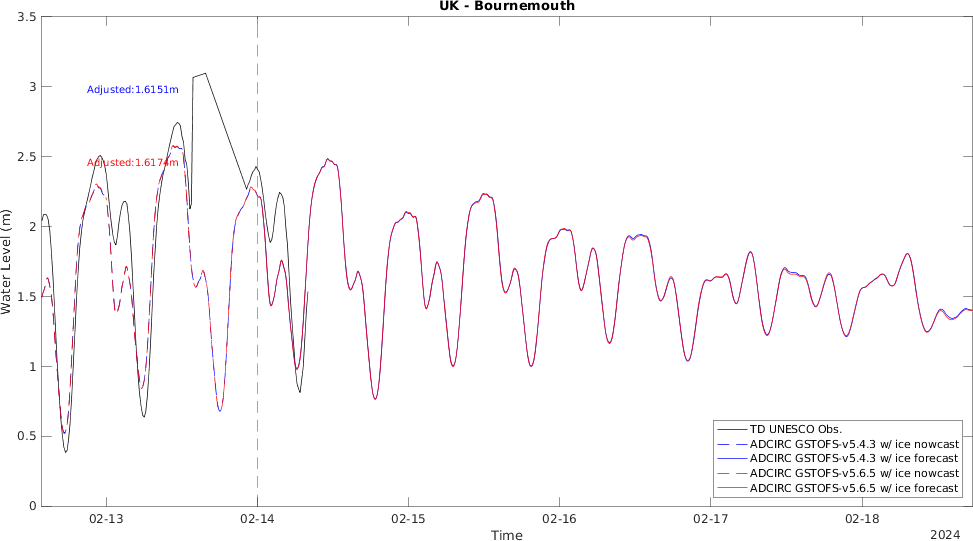 UK - Bournemouth
3.5
3
2.5
2
1.5
1
0.5
0
Water Level (m)
Adjusted:1.6151m
Adjusted:1.6174m
TD UNESCO Obs.
ADCIRC GSTOFS-v5.4.3 w/ ice nowcast
ADCIRC GSTOFS-v5.4.3 w/ ice forecast
ADCIRC GSTOFS-v5.6.5 w/ ice nowcast
ADCIRC GSTOFS-v5.6.5 w/ ice forecast
02-13 02-14 02-15 02-16 02-17 02-18
Time
2024